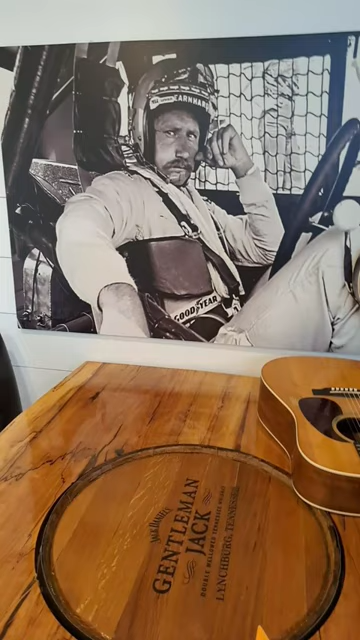 EARNHARDT
GOODYEAR
JACK DANIEL'S
GENTLEMAN
JACK
DOUBLE MELLOWED TENNESSEE WHISKEY
LYNCHBURG, TENNESSEE